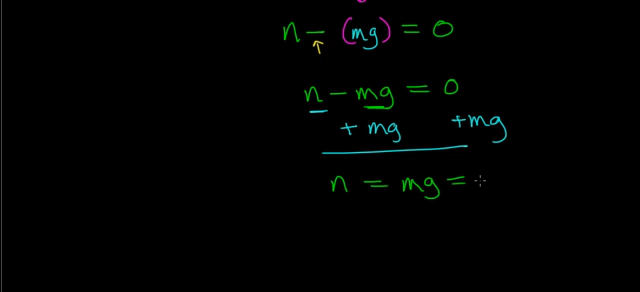 n - (mg) = 0
n - mg = 0
+ mg +mg
n = mg =